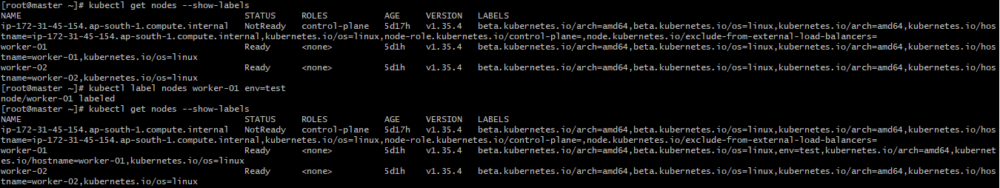 [root@master ~]# kubectl get nodes --show-labels
NAME                                          STATUS     ROLES           AGE     VERSION   LABELS
ip-172-31-45-154.ap-south-1.compute.internal   NotReady   control-plane   5d17h   v1.35.4   beta.kubernetes.io/arch=amd64,beta.kubernetes.io/os=linux,kubernetes.io/arch=amd64,kubernetes.io/hos
tname=ip-172-31-45-154.ap-south-1.compute.internal,kubernetes.io/os=linux,node-role.kubernetes.io/control-plane=,node.kubernetes.io/exclude-from-external-load-balancers=
worker-01                                      Ready      <none>          5d1h    v1.35.4   beta.kubernetes.io/arch=amd64,beta.kubernetes.io/os=linux,kubernetes.io/arch=amd64,kubernetes.io/hos
tname=worker-01,kubernetes.io/os=linux
worker-02                                      Ready      <none>          5d1h    v1.35.4   beta.kubernetes.io/arch=amd64,beta.kubernetes.io/os=linux,kubernetes.io/arch=amd64,kubernetes.io/hos
tname=worker-02,kubernetes.io/os=linux
[root@master ~]# kubectl label nodes worker-01 env=test
node/worker-01 labeled
[root@master ~]# kubectl get nodes --show-labels
NAME                                          STATUS     ROLES           AGE     VERSION   LABELS
ip-172-31-45-154.ap-south-1.compute.internal   NotReady   control-plane   5d17h   v1.35.4   beta.kubernetes.io/arch=amd64,beta.kubernetes.io/os=linux,kubernetes.io/arch=amd64,kubernetes.io/hos
tname=ip-172-31-45-154.ap-south-1.compute.internal,kubernetes.io/os=linux,node-role.kubernetes.io/control-plane=,node.kubernetes.io/exclude-from-external-load-balancers=
worker-01                                      Ready      <none>          5d1h    v1.35.4   beta.kubernetes.io/arch=amd64,beta.kubernetes.io/os=linux,env=test,kubernetes.io/arch=amd64,kubernet
es.io/hostname=worker-01,kubernetes.io/os=linux
worker-02                                      Ready      <none>          5d1h    v1.35.4   beta.kubernetes.io/arch=amd64,beta.kubernetes.io/os=linux,kubernetes.io/arch=amd64,kubernetes.io/hos
tname=worker-02,kubernetes.io/os=linux